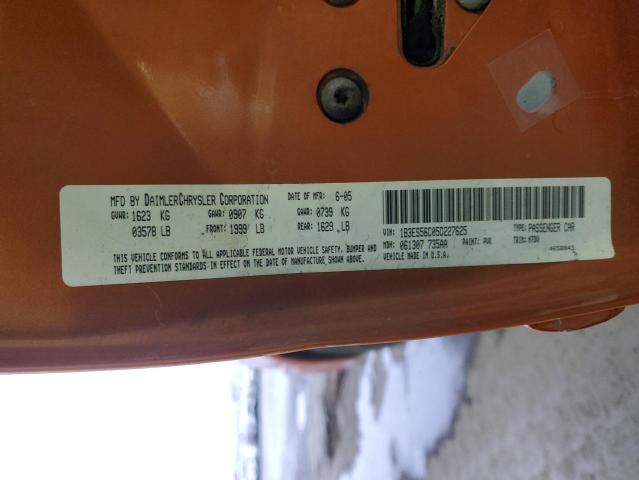 MFD BY DAIMLERCHRYSLER CORPORATION DATE OF MFR: 6-05
GVWR: 1623 KG GAWR: 0907 KG GAWR: 0739 KG
03578 LB FRONT: 1999 LB REAR: 1629 LB
THIS VEHICLE CONFORMS TO ALL APPLICABLE FEDERAL MOTOR VEHICLE SAFETY, BUMPER AND
THEFT PREVENTION STANDARDS IN EFFECT ON THE DATE OF MANUFACTURE SHOWN ABOVE.
VIN: 1B3ES56C05D227625 TYPE: PASSENGER CAR
MDH: 061307 735AA PAINT: PVG TRIM: H7DV
VEHICLE MADE IN U.S.A.